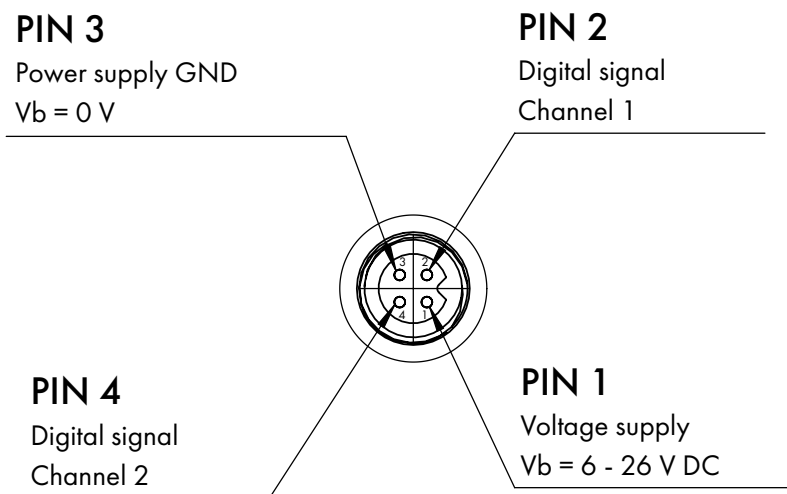 PIN 3
Power supply GND
Vb = 0 V
PIN 2
Digital signal
Channel 1
3 2
4 1
PIN 4
Digital signal
Channel 2
PIN 1
Voltage supply
Vb = 6 - 26 V DC